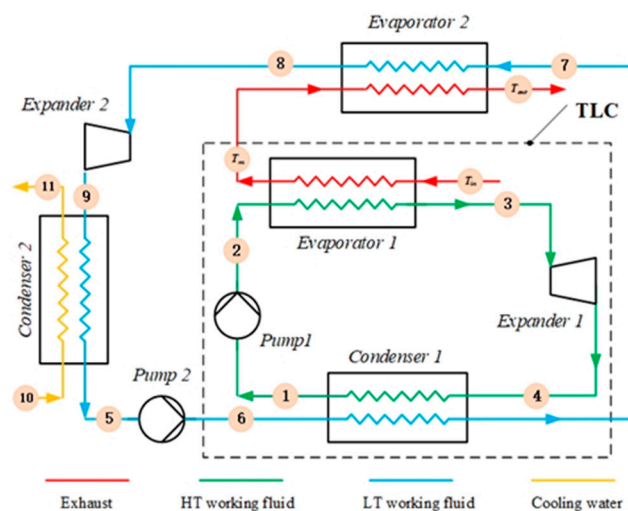 Evaporator 2
8
7
T_out
Expander 2
TLC
T_m
T_in
11
9
3
Evaporator 1
2
Condenser 2
Expander 1
Pump1
Condenser 1
Pump 2
10
5
6
1
4
Exhaust
HT working fluid
LT working fluid
Cooling water